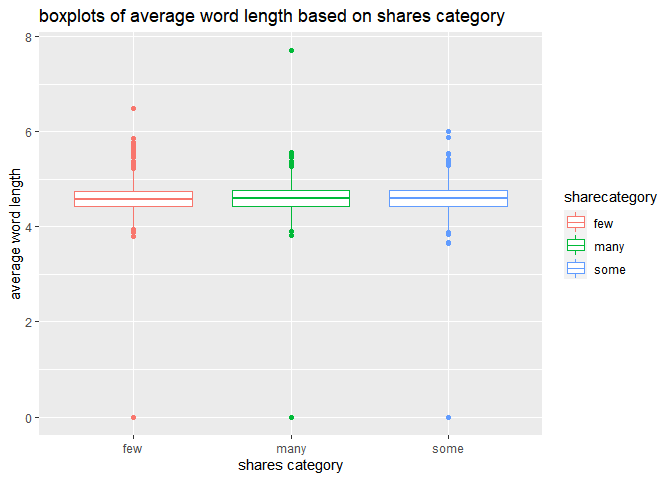 boxplots of average word length based on shares category
8
6
4
2
0
average word length
few
many
some
shares category
sharecategory
few
many
some